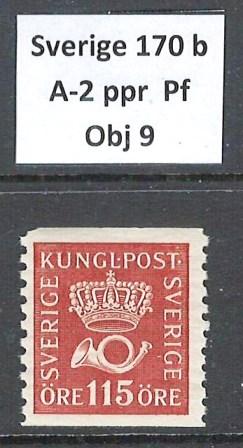 Sverige 170 b
A-2 ppr Pf
Obj 9
KUNGL·POST
SVERIGE
SVERIGE
ÖRE 115 ÖRE